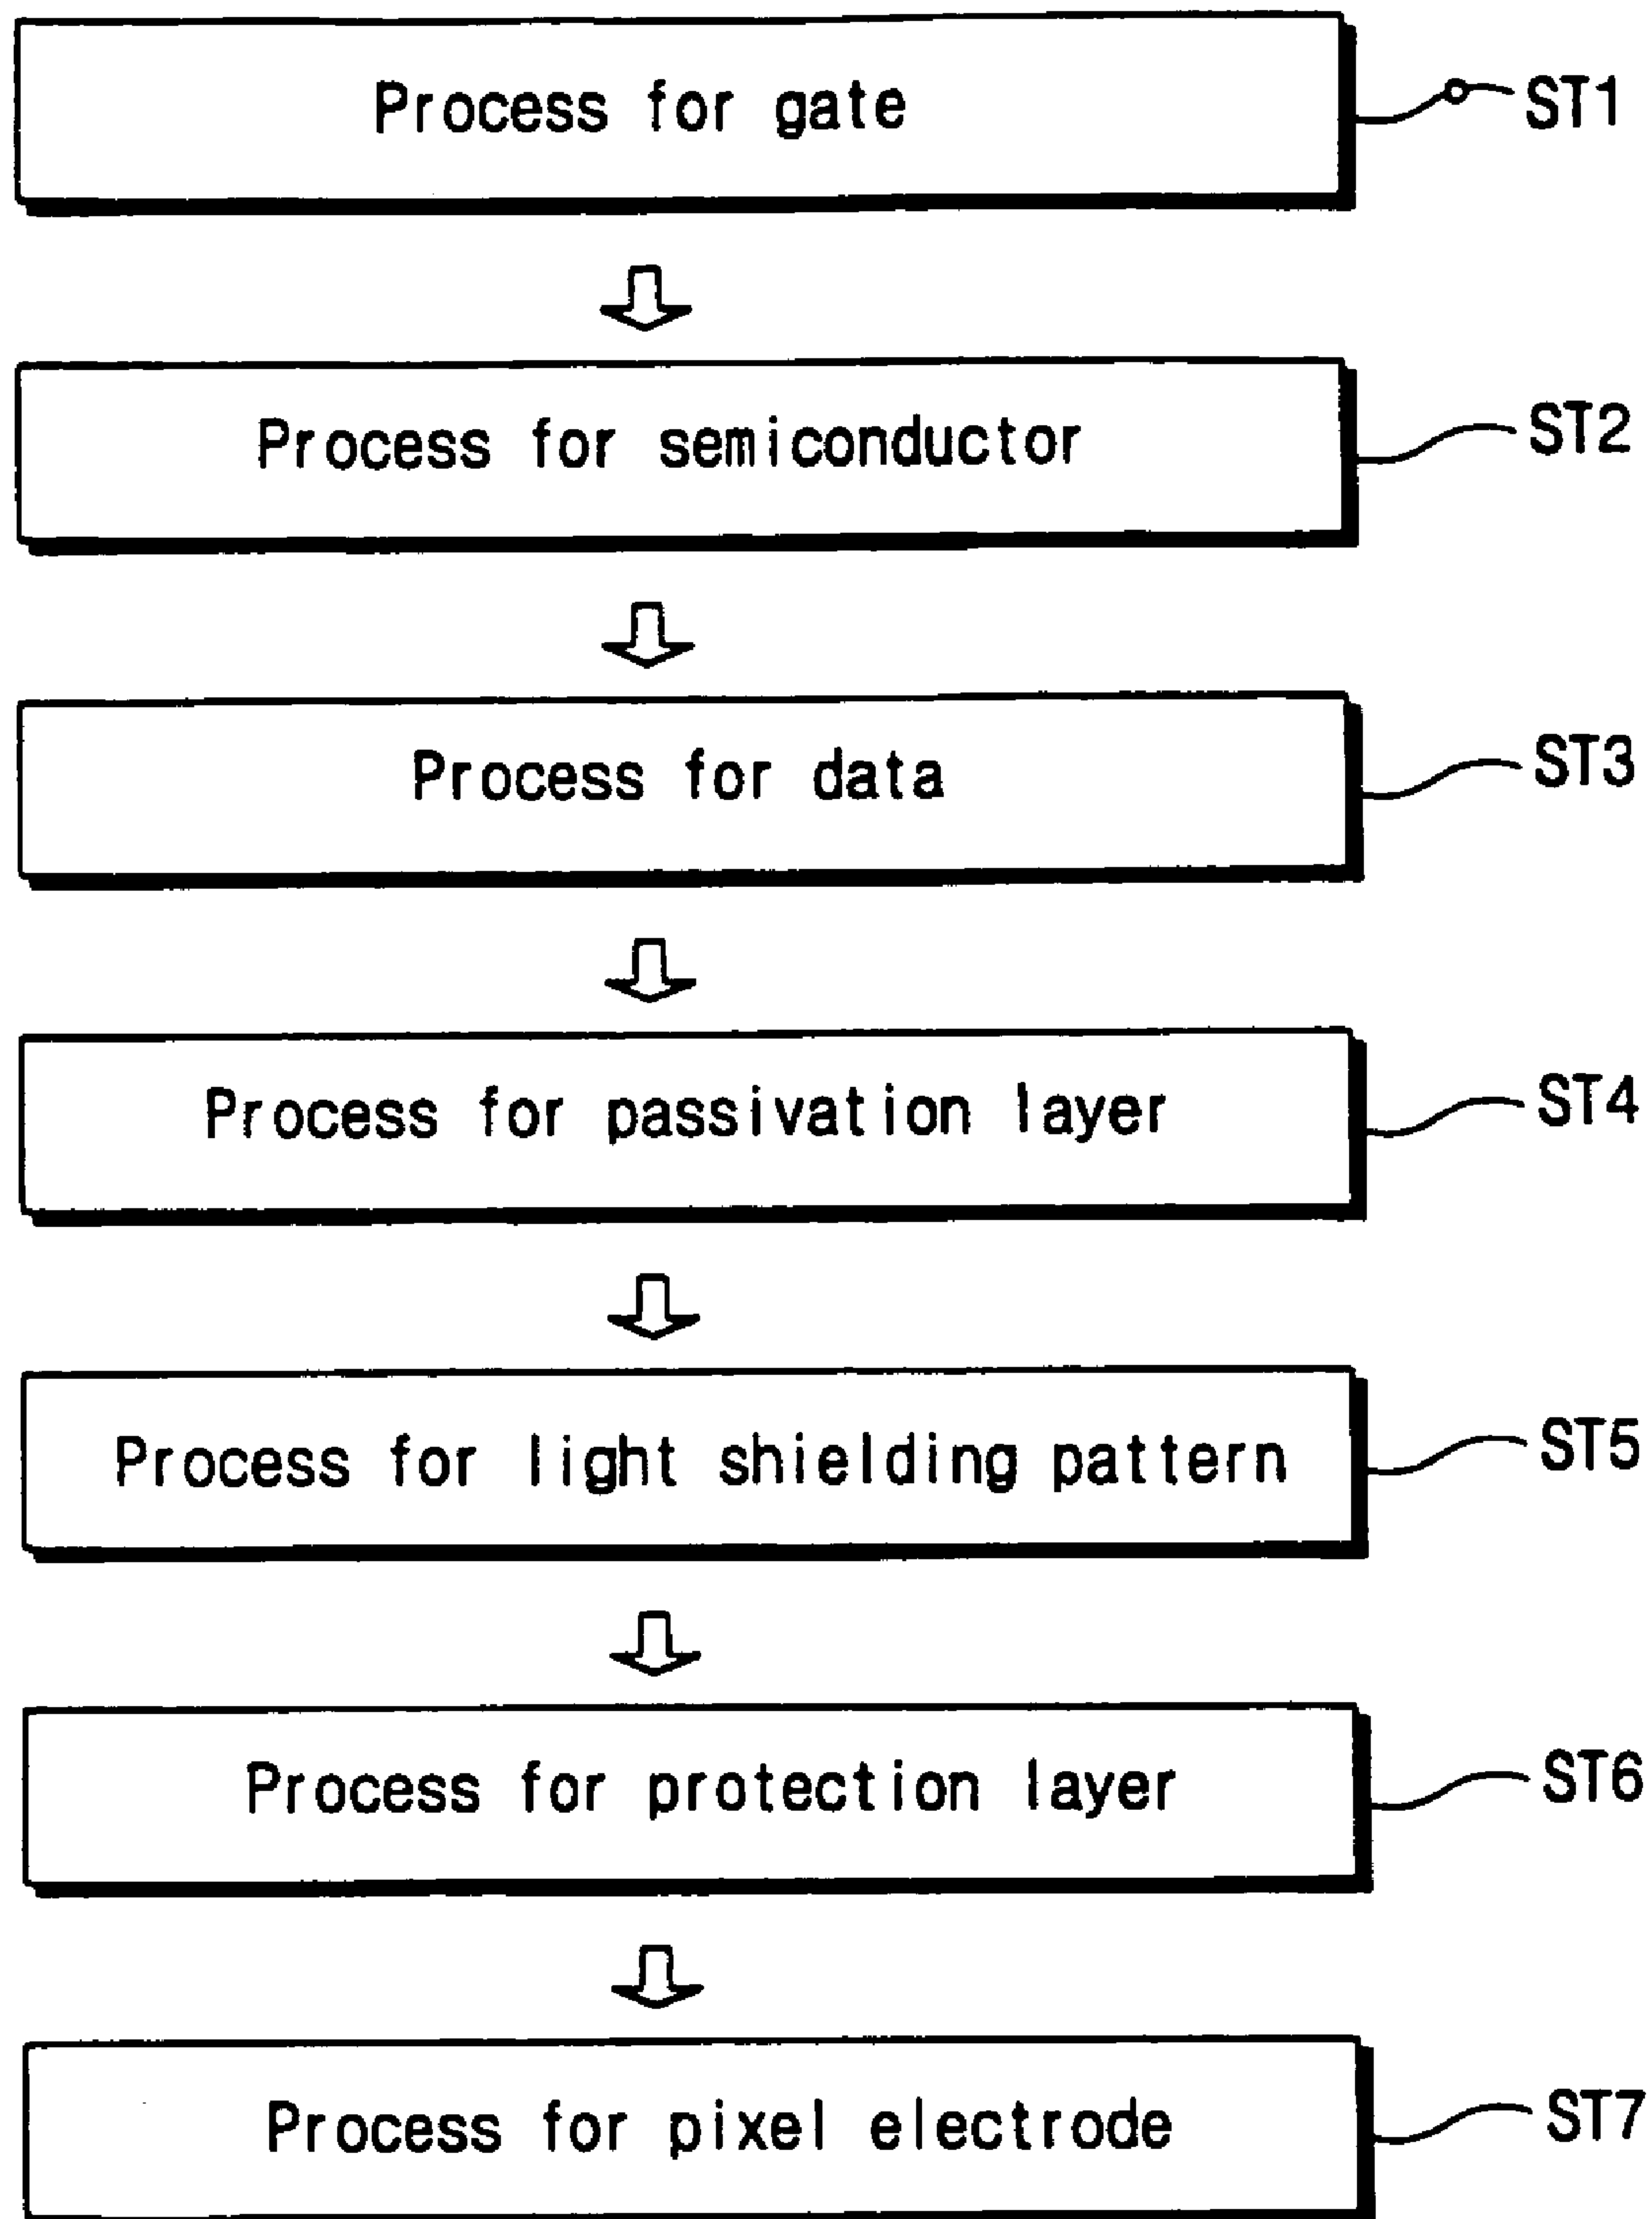 Process for gate
ST1
Process for semiconductor
ST2
Process for data
ST3
Process for passivation layer
ST4
Process for light shielding pattern
ST5
Process for protection layer
ST6
Process for pixel electrode
ST7